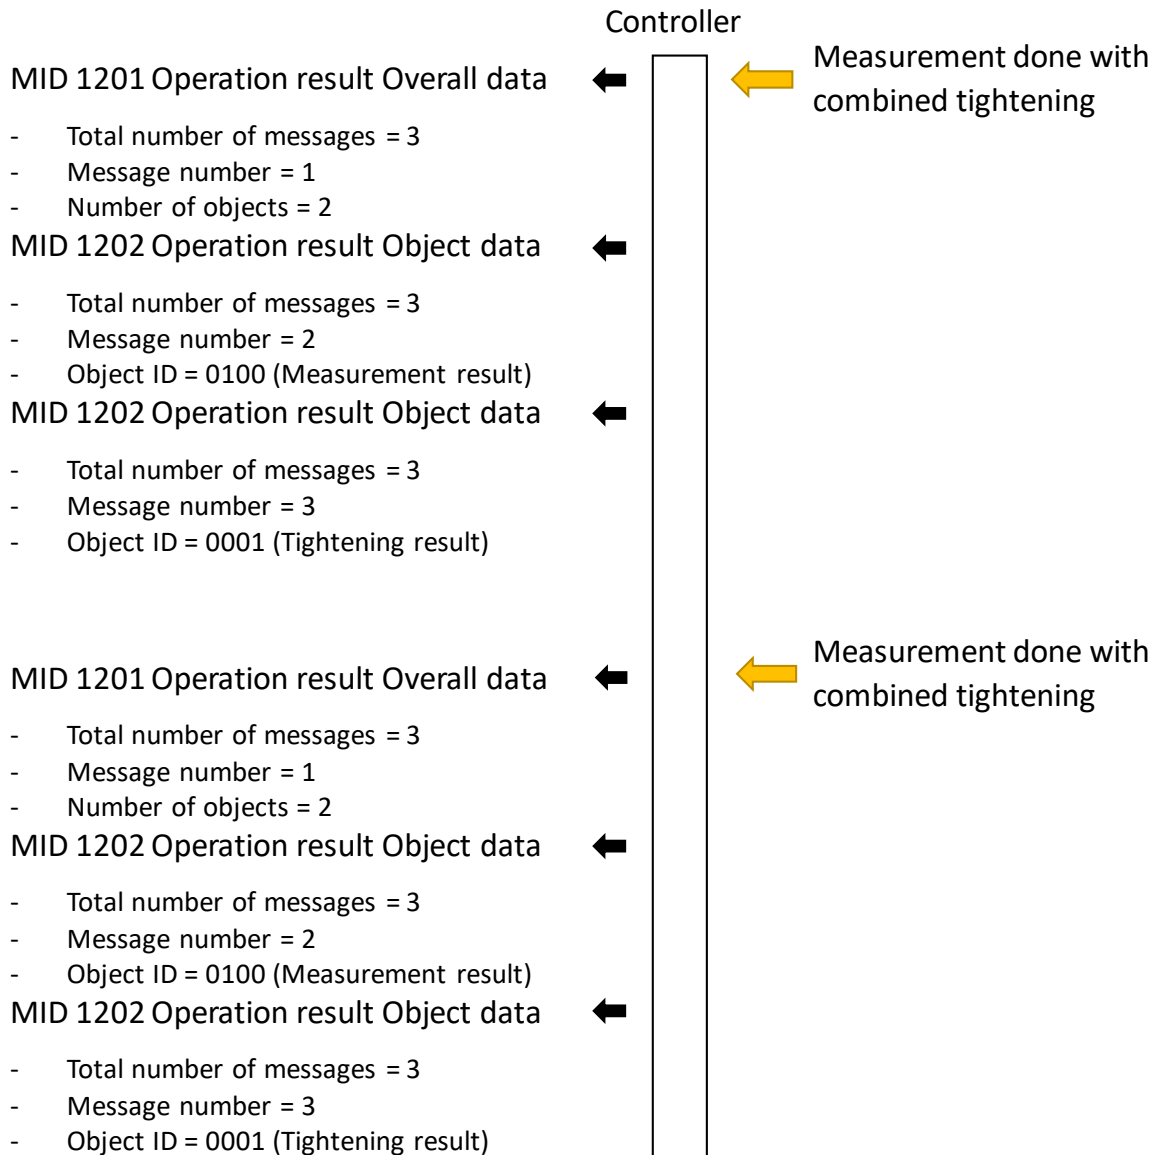 Controller
Measurement done with
combined tightening
MID 1201 Operation result Overall data
- Total number of messages = 3
- Message number = 1
- Number of objects = 2
MID 1202 Operation result Object data
- Total number of messages = 3
- Message number = 2
- Object ID = 0100 (Measurement result)
MID 1202 Operation result Object data
- Total number of messages = 3
- Message number = 3
- Object ID = 0001 (Tightening result)
Measurement done with
combined tightening
MID 1201 Operation result Overall data
- Total number of messages = 3
- Message number = 1
- Number of objects = 2
MID 1202 Operation result Object data
- Total number of messages = 3
- Message number = 2
- Object ID = 0100 (Measurement result)
MID 1202 Operation result Object data
- Total number of messages = 3
- Message number = 3
- Object ID = 0001 (Tightening result)